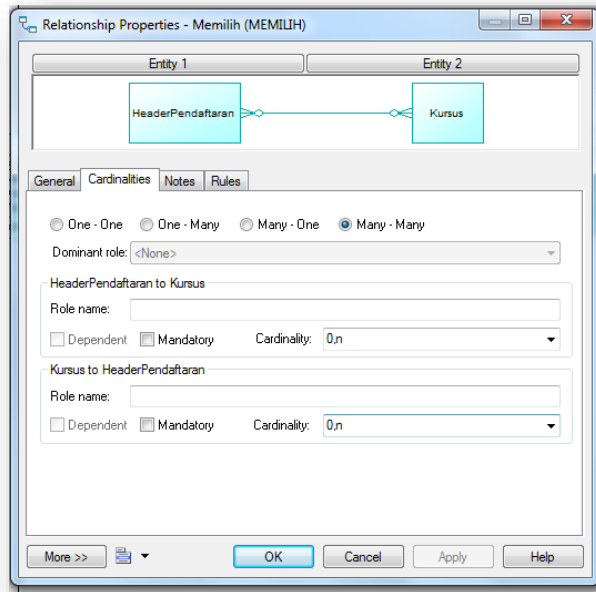 Relationship Properties - Memilih (MEMILIH)
Entity 1 Entity 2
HeaderPendaftaran Kursus
General Cardinalities Notes Rules
One - One One - Many Many - One Many - Many
Dominant role: <None>
HeaderPendaftaran to Kursus
Role name:
Dependent Mandatory Cardinality: 0,n
Kursus to HeaderPendaftaran
Role name:
Dependent Mandatory Cardinality: 0,n
More >> OK Cancel Apply Help